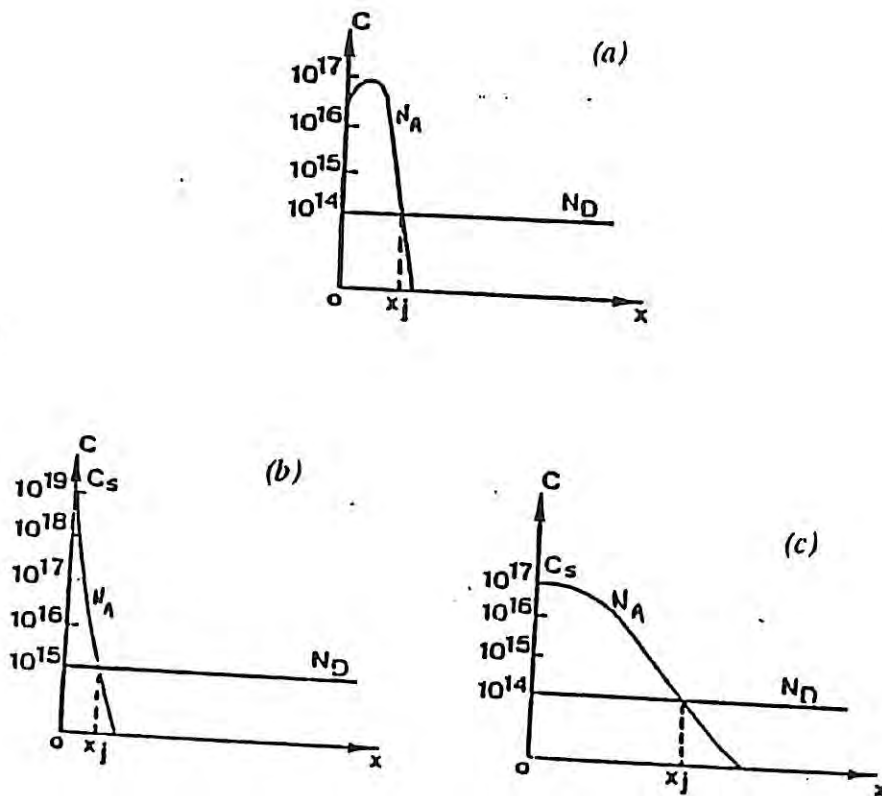 C
(a)
10^17
N_A
10^16
10^15
10^14
N_D
o
x_j
x
C
(b)
10^19
C_s
10^18
10^17
N_A
10^16
10^15
N_D
o
x_j
x
C
(c)
10^17
C_s
10^16
N_A
10^15
10^14
N_D
o
x_j
x